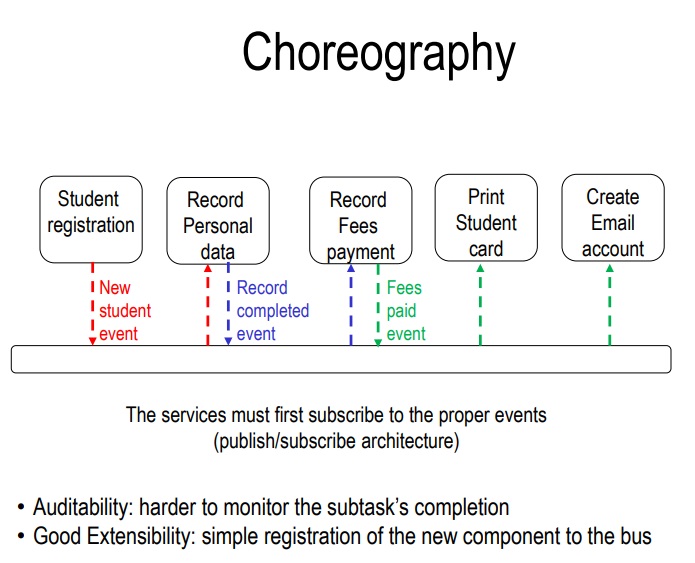 Choreography
Student
registration
Record
Personal
data
Record
Fees
payment
Print
Student
card
Create
Email
account
New
student
event
Record
completed
event
Fees
paid
event
The services must first subscribe to the proper events
(publish/subscribe architecture)
• Auditability: harder to monitor the subtask's completion
• Good Extensibility: simple registration of the new component to the bus